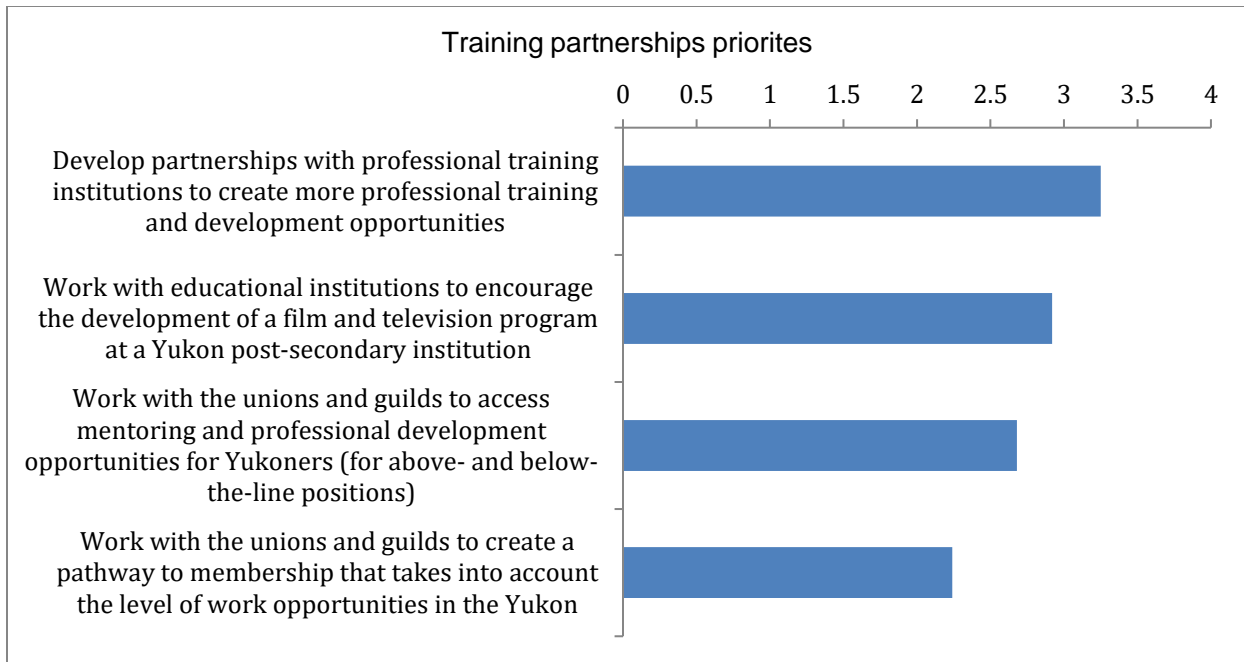 Training partnerships priorites
0 0.5 1 1.5 2 2.5 3 3.5 4
Develop partnerships with professional training
institutions to create more professional training
and development opportunities
Work with educational institutions to encourage
the development of a film and television program
at a Yukon post-secondary institution
Work with the unions and guilds to access
mentoring and professional development
opportunities for Yukoners (for above- and below-
the-line positions)
Work with the unions and guilds to create a
pathway to membership that takes into account
the level of work opportunities in the Yukon